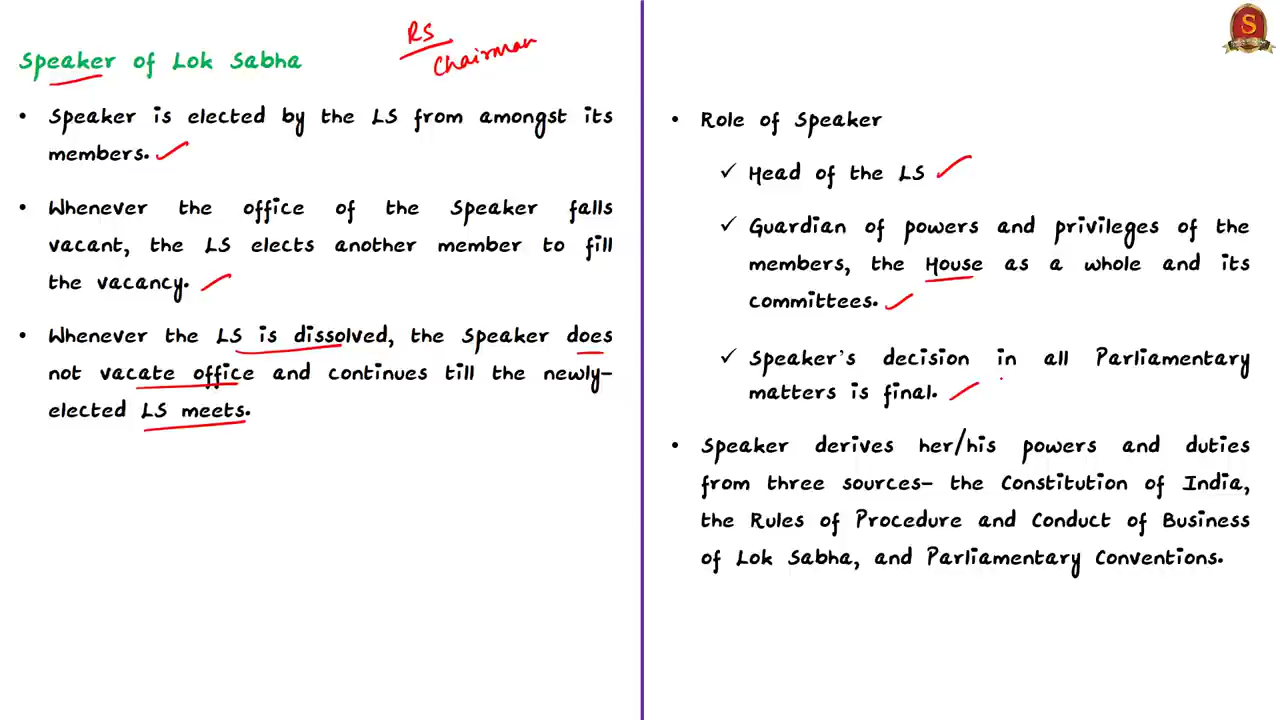 RS
Chairman
Speaker of Lok Sabha
• Speaker is elected by the LS from amongst its
members.
• Whenever the office of the Speaker falls
vacant, the LS elects another member to fill
the vacancy.
• Whenever the LS is dissolved, the Speaker does
not vacate office and continues till the newly-
elected LS meets.
• Role of Speaker
✓ Head of the LS
✓ Guardian of powers and privileges of the
members, the House as a whole and its
committees.
✓ Speaker's decision in all Parliamentary
matters is final.
• Speaker derives her/his powers and duties
from three sources- the Constitution of India,
the Rules of Procedure and Conduct of Business
of Lok Sabha, and Parliamentary Conventions.
S